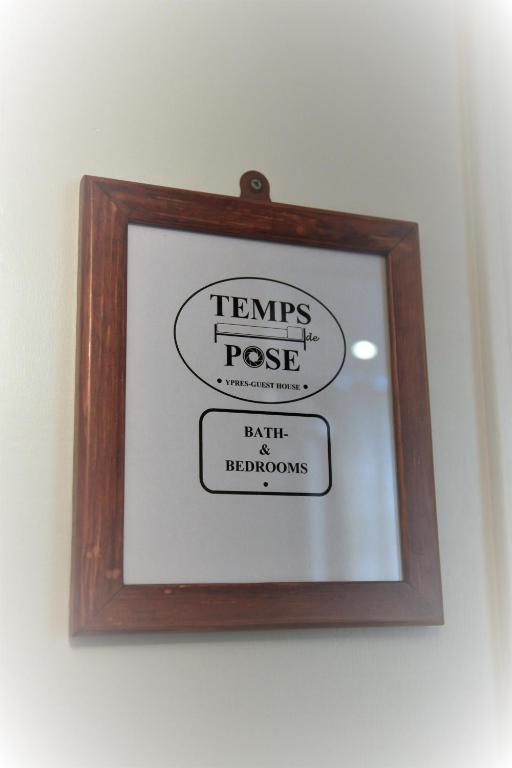 TEMPS
de
POSE
• YPRES-GUEST HOUSE •
BATH-
&
BEDROOMS